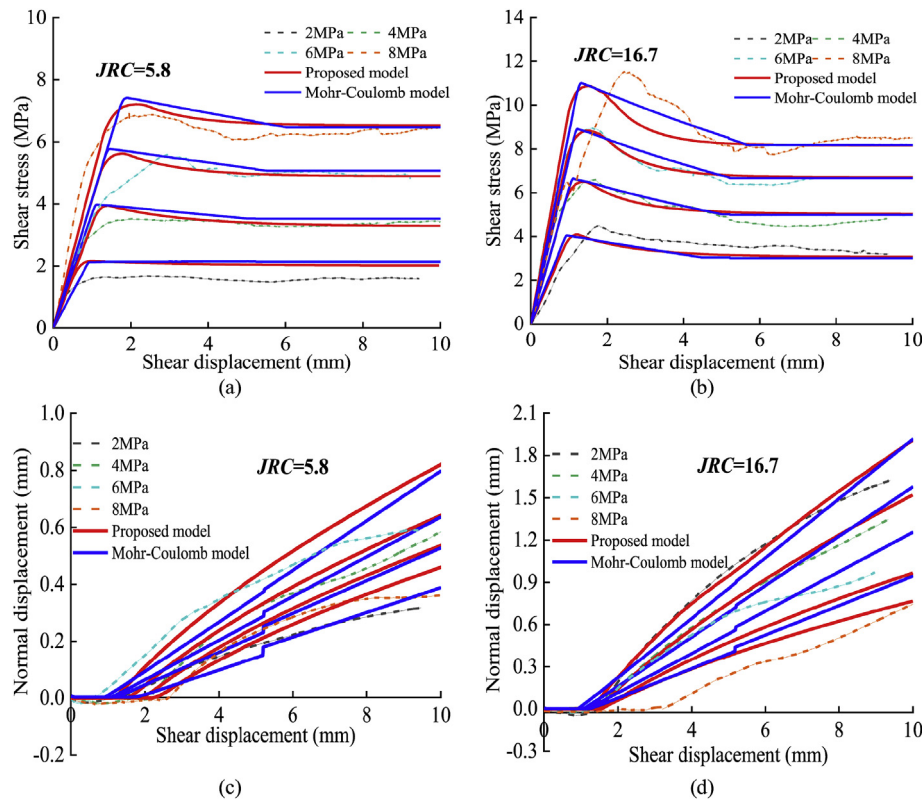 10
8
6
4
2
0
Shear stress (MPa)
2MPa 4MPa
6MPa 8MPa
Proposed model
Mohr-Coulomb model
JRC=5.8
0 2 4 6 8 10
Shear displacement (mm)
(a)
14
12
10
8
6
4
2
0
Shear stress (MPa)
2MPa 4MPa
6MPa 8MPa
Proposed model
Mohr-Coulomb model
JRC=16.7
0 2 4 6 8 10
Shear displacement (mm)
(b)
1.0
0.8
0.6
0.4
0.2
0.0
-0.2
Normal displacement (mm)
2MPa
4MPa
6MPa
8MPa
Proposed model
Mohr-Coulomb model
JRC=5.8
0 2 4 6 8 10
Shear displacement (mm)
(c)
2.1
1.8
1.5
1.2
0.9
0.6
0.3
0.0
-0.3
Normal displacement (mm)
2MPa
4MPa
6MPa
8MPa
Proposed model
Mohr-Coulomb model
JRC=16.7
0 2 4 6 8 10
Shear displacement (mm)
(d)